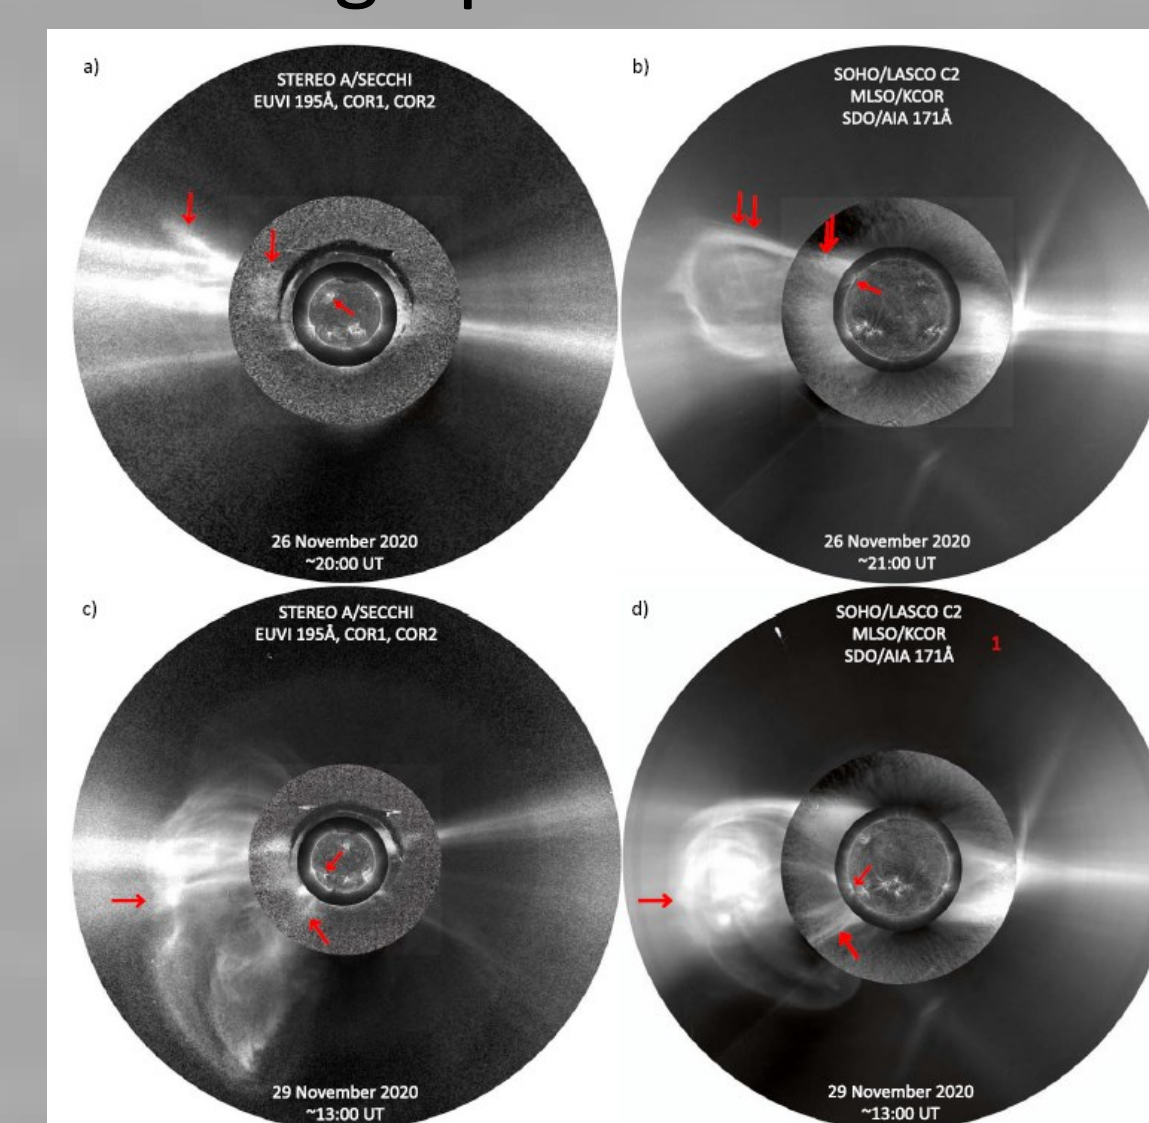 a)
STEREO A/SECCHI
EUVI 195Å, COR1, COR2
26 November 2020
~20:00 UT
b)
SOHO/LASCO C2
MLSO/KCOR
SDO/AIA 171Å
26 November 2020
~21:00 UT
c)
STEREO A/SECCHI
EUVI 195Å, COR1, COR2
29 November 2020
~13:00 UT
d)
SOHO/LASCO C2
MLSO/KCOR
SDO/AIA 171Å
1
29 November 2020
~13:00 UT